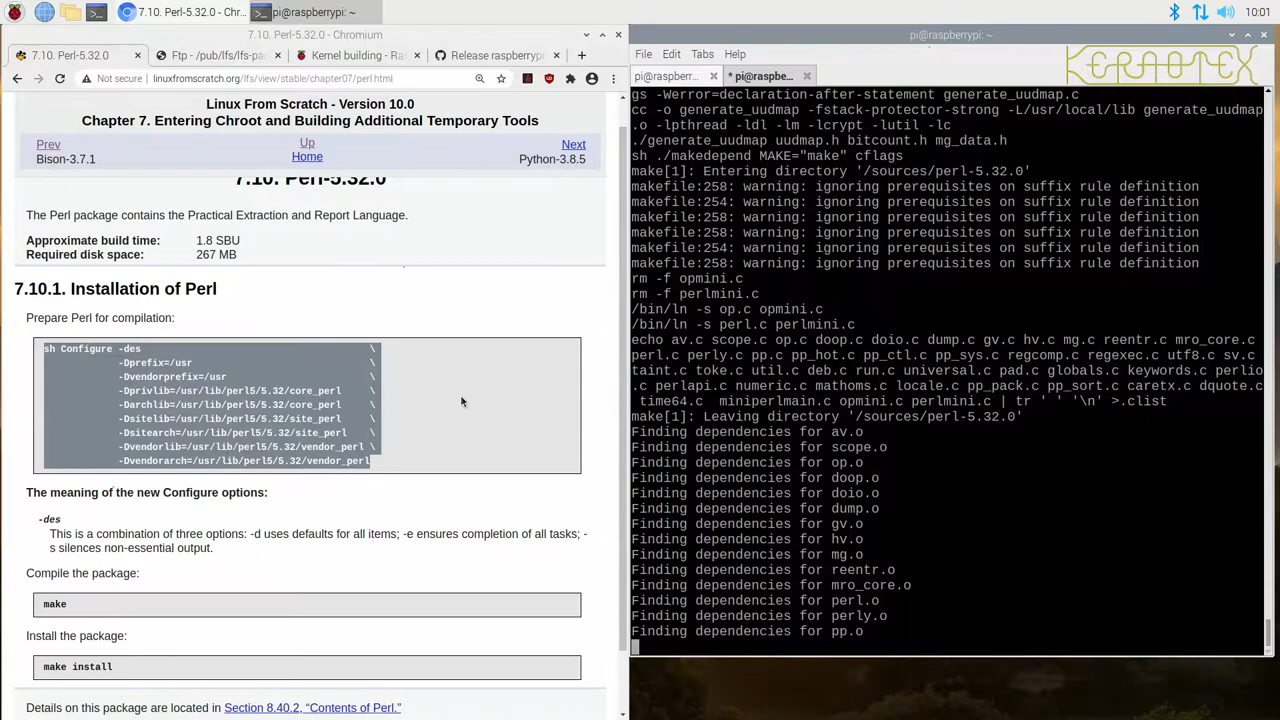 7.10. Perl-5.32.0 - Chro...
pi@raspberrypi: ~
10:01
7.10. Perl-5.32.0 - Chromium
7.10. Perl-5.32.0
Ftp - /pub/lfs/lfs-pa
Kernel building - Ras
Release raspberrypi
Not secure
linuxfromscratch.org/lfs/view/stable/chapter07/perl.html
Linux From Scratch - Version 10.0
Chapter 7. Entering Chroot and Building Additional Temporary Tools
Prev
Up
Next
Bison-3.7.1
Home
Python-3.8.5
7.10. Perl-5.32.0
The Perl package contains the Practical Extraction and Report Language.
Approximate build time: 1.8 SBU
Required disk space: 267 MB
7.10.1. Installation of Perl
Prepare Perl for compilation:
sh Configure -des \
-Dprefix=/usr \
-Dvendorprefix=/usr \
-Dprivlib=/usr/lib/perl5/5.32/core_perl \
-Darchlib=/usr/lib/perl5/5.32/core_perl \
-Dsitelib=/usr/lib/perl5/5.32/site_perl \
-Dsitearch=/usr/lib/perl5/5.32/site_perl \
-Dvendorlib=/usr/lib/perl5/5.32/vendor_perl \
-Dvendorarch=/usr/lib/perl5/5.32/vendor_perl
The meaning of the new Configure options:
-des
This is a combination of three options: -d uses defaults for all items; -e ensures completion of all tasks; -
s silences non-essential output.
Compile the package:
make
Install the package:
make install
Details on this package are located in Section 8.40.2, “Contents of Perl.”
pi@raspberrypi: ~
File Edit Tabs Help
KERAOTEX
pi@raspberr...
* pi@raspbe...
gs -Werror=declaration-after-statement generate_uudmap.c
cc -o generate_uudmap -fstack-protector-strong -L/usr/local/lib generate_uudmap
.o -lpthread -ldl -lm -lcrypt -lutil -lc
./generate_uudmap uudmap.h bitcount.h mg_data.h
sh ./makedepend MAKE="make" cflags
make[1]: Entering directory '/sources/perl-5.32.0'
makefile:258: warning: ignoring prerequisites on suffix rule definition
makefile:254: warning: ignoring prerequisites on suffix rule definition
makefile:258: warning: ignoring prerequisites on suffix rule definition
makefile:258: warning: ignoring prerequisites on suffix rule definition
makefile:254: warning: ignoring prerequisites on suffix rule definition
makefile:258: warning: ignoring prerequisites on suffix rule definition
rm -f opmini.c
rm -f perlmini.c
/bin/ln -s op.c opmini.c
/bin/ln -s perl.c perlmini.c
echo av.c scope.c op.c doop.c doio.c dump.c gv.c hv.c mg.c reentr.c mro_core.c
perl.c perly.c pp.c pp_hot.c pp_ctl.c pp_sys.c regcomp.c regexec.c utf8.c sv.c
taint.c toke.c util.c deb.c run.c universal.c pad.c globals.c keywords.c perlio
.c perlapi.c numeric.c mathoms.c locale.c pp_pack.c pp_sort.c caretx.c dquote.c
time64.c miniperlmain.c opmini.c perlmini.c | tr ' ' '\n' >.clist
make[1]: Leaving directory '/sources/perl-5.32.0'
Finding dependencies for av.o
Finding dependencies for scope.o
Finding dependencies for op.o
Finding dependencies for doop.o
Finding dependencies for doio.o
Finding dependencies for dump.o
Finding dependencies for gv.o
Finding dependencies for hv.o
Finding dependencies for mg.o
Finding dependencies for reentr.o
Finding dependencies for mro_core.o
Finding dependencies for perl.o
Finding dependencies for perly.o
Finding dependencies for pp.o